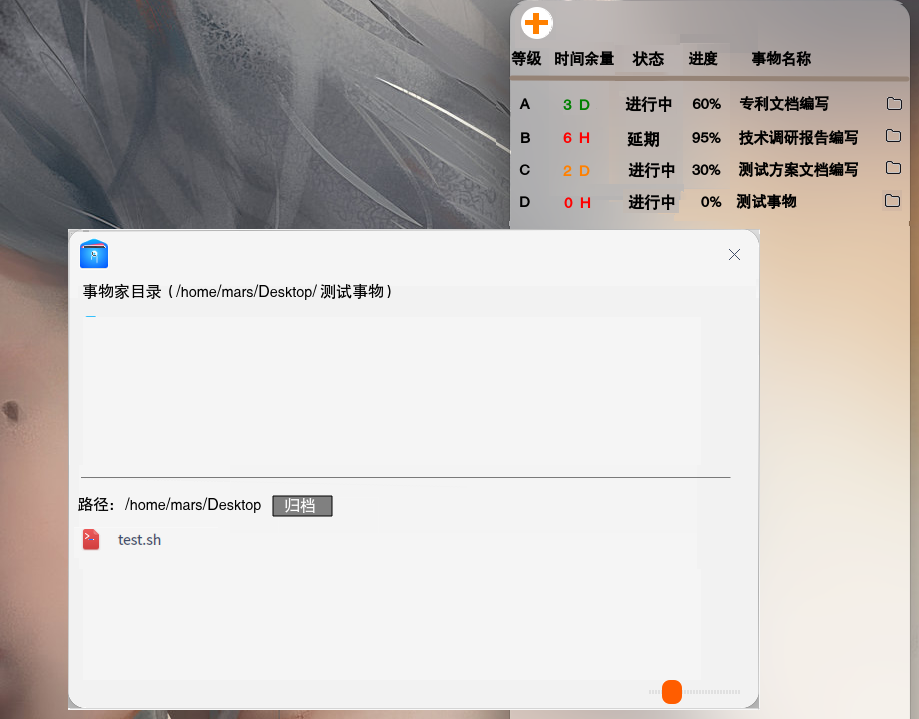 等级 时间余量 状态 进度 事物名称
A 3 D 进行中 60% 专利文档编写
B 6 H 延期 95% 技术调研报告编写
C 2 D 进行中 30% 测试方案文档编写
D 0 H 进行中 0% 测试事物
事物家目录 ( /home/mars/Desktop/ 测试事物 )
路径: /home/mars/Desktop 归档
test.sh